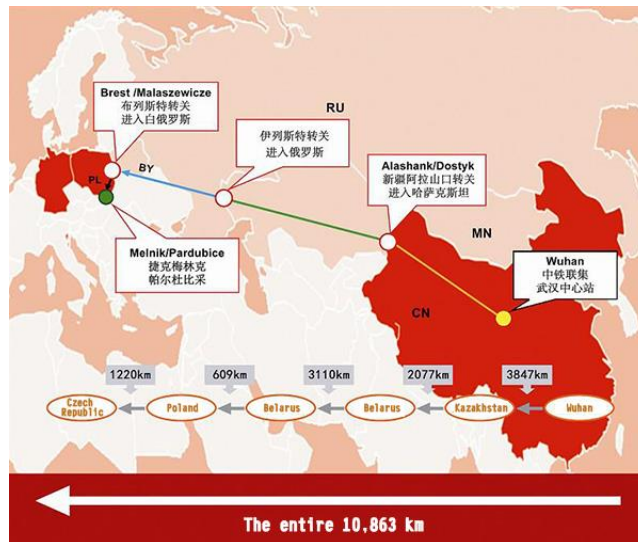 RU
Brest /Malaszewicze
布列斯特转关
进入白俄罗斯
伊列斯特转关
进入俄罗斯
BY
PL
Alashank/Dostyk
新疆阿拉山口转关
进入哈萨克斯坦
MN
Melnik/Pardubice
捷克梅林克
帕尔杜比采
Wuhan
中铁联集
武汉中心站
CN
1220km
609km
3110km
2077km
3847km
Czech
Republic
Poland
Belarus
Belarus
Kazakhstan
Wuhan
The entire 10,863 km